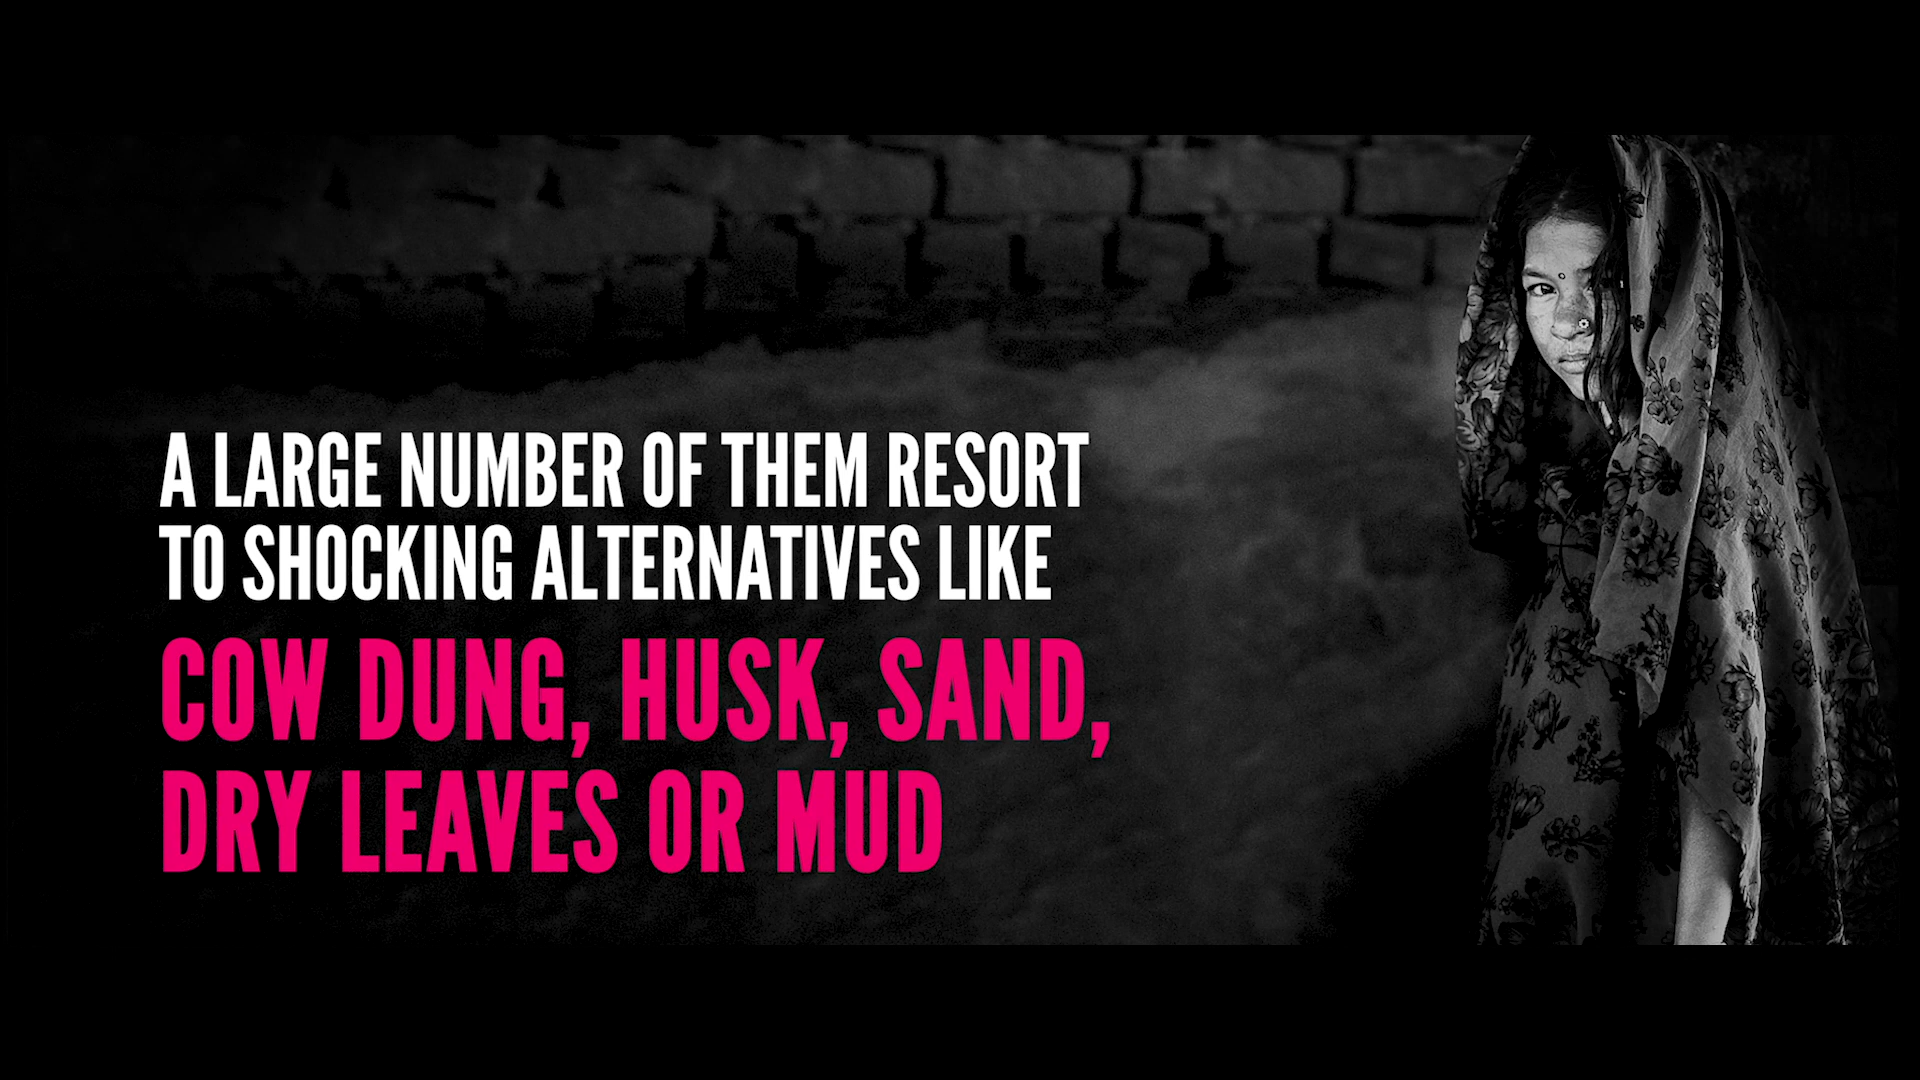 A LARGE NUMBER OF THEM RESORT
TO SHOCKING ALTERNATIVES LIKE
COW DUNG, HUSK, SAND,
DRY LEAVES OR MUD